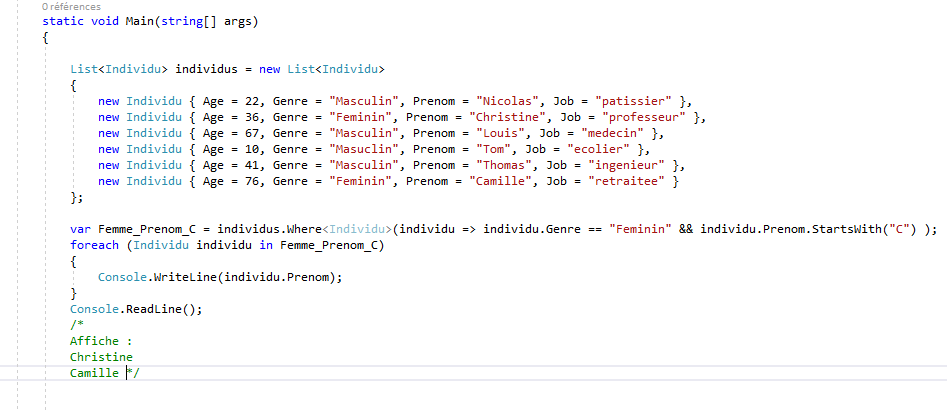 0 références
static void Main(string[] args)
{
List<Individu> individus = new List<Individu>
{
new Individu { Age = 22, Genre = "Masculin", Prenom = "Nicolas", Job = "patissier" },
new Individu { Age = 36, Genre = "Feminin", Prenom = "Christine", Job = "professeur" },
new Individu { Age = 67, Genre = "Masculin", Prenom = "Louis", Job = "medecin" },
new Individu { Age = 10, Genre = "Masuclin", Prenom = "Tom", Job = "ecolier" },
new Individu { Age = 41, Genre = "Masculin", Prenom = "Thomas", Job = "ingenieur" },
new Individu { Age = 76, Genre = "Feminin", Prenom = "Camille", Job = "retraitee" }
};
var Femme_Prenom_C = individus.Where<Individu>(individu => individu.Genre == "Feminin" && individu.Prenom.StartsWith("C") );
foreach (Individu individu in Femme_Prenom_C)
{
Console.WriteLine(individu.Prenom);
}
Console.ReadLine();
/*
Affiche :
Christine
Camille */